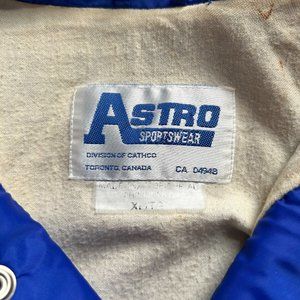 ASTRO
SPORTSWEAR
DIVISION OF CATHCO
TORONTO, CANADA CA 04948